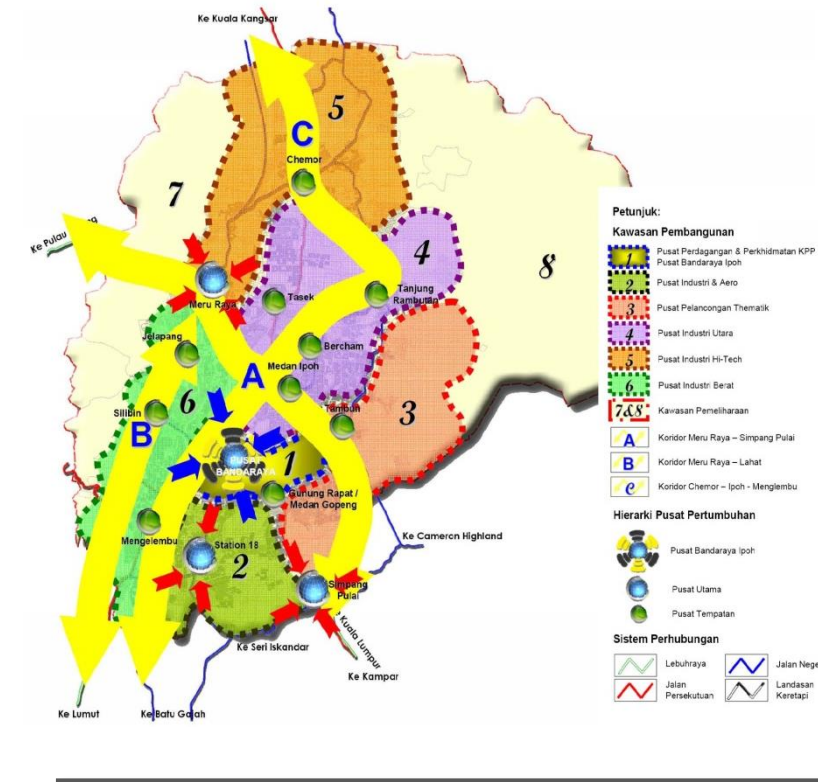 Ke Kuala Kangsar
5
C
Chemor
7
4
8
Ke Pulau
Meru Raya
Tasek
Tanjung
Rambutan
Jelapang
Bercham
Medan Ipoh
A
6
Silibin
B
Tambun
3
PUSAT
BANDARAYA
1
Gunung Rapat /
Medan Gopeng
Mengelembu
Station 18
2
Ke Cameron Highland
Simpang
Pulai
Ke Seri Iskandar
Kuala Lumpur
Ke Kampar
Ke Lumut
Ke Batu Gajah
Petunjuk:
Kawasan Pembangunan
1 Pusat Perdagangan & Perkhidmatan KPP
Pusat Bandaraya Ipoh
2 Pusat Industri & Aero
3 Pusat Pelancongan Thematik
4 Pusat Industri Utara
5 Pusat Industri Hi-Tech
6 Pusat Industri Berat
7&8 Kawasan Pemeliharaan
A Koridor Meru Raya – Simpang Pulai
B Koridor Meru Raya – Lahat
C Koridor Chemor – Ipoh - Menglembu
Hierarki Pusat Pertumbuhan
Pusat Bandaraya Ipoh
Pusat Utama
Pusat Tempatan
Sistem Perhubungan
Lebuhraya
Jalan Nege
Jalan
Persekutuan
Landasan
Keretapi